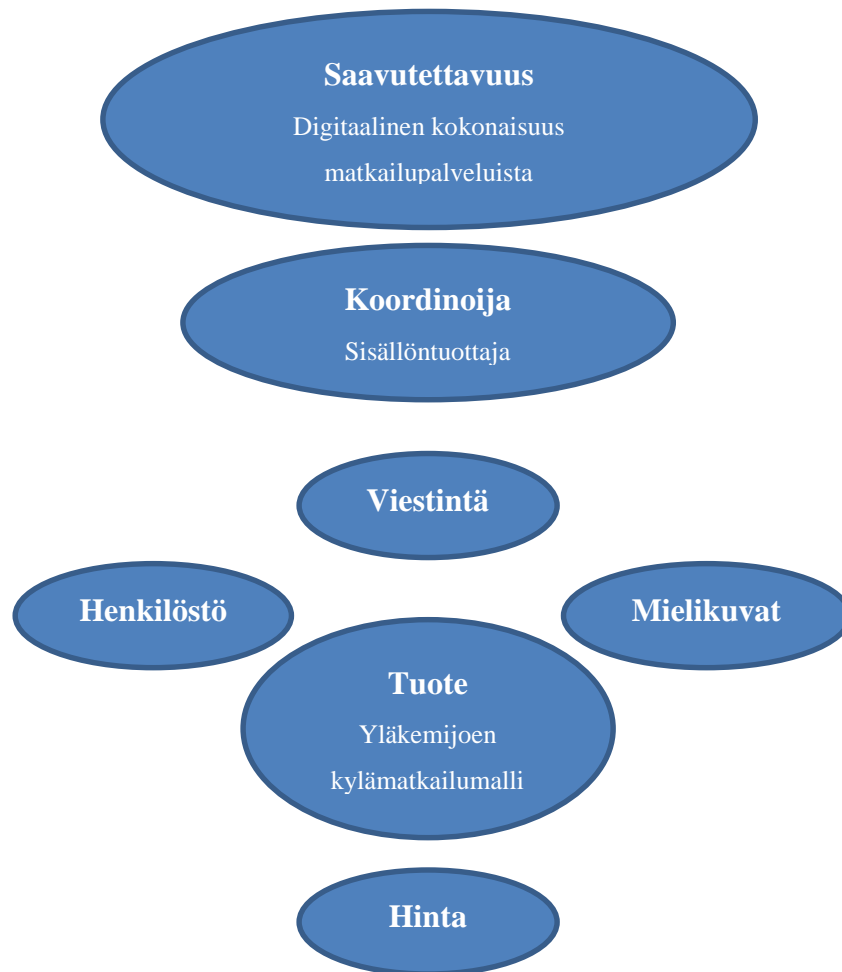 Saavutettavuus
Digitaalinen kokonaisuus
matkailupalveluista
Koordinoija
Sisällöntuottaja
Viestintä
Henkilöstö
Mielikuvat
Tuote
Yläkemijoen
kylämatkailumalli
Hinta